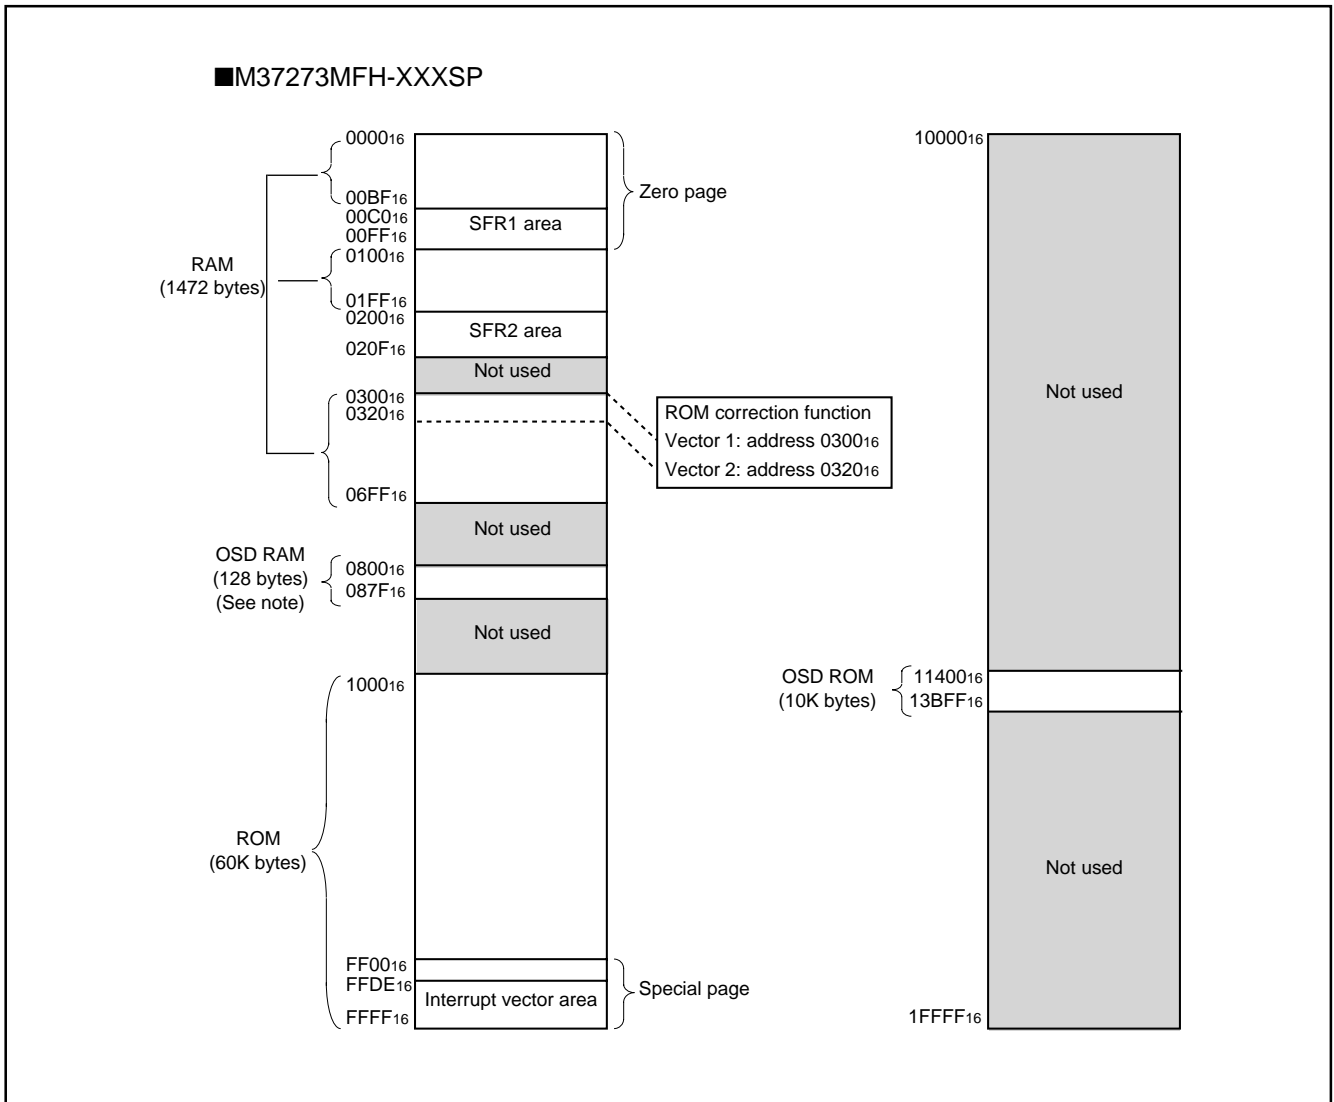 ■M37273MFH-XXXSP
000016
00BF16
00C016
00FF16
010016
01FF16
020016
020F16
030016
032016
06FF16
080016
087F16
100016
FF0016
FFDE16
FFFF16
RAM
(1472 bytes)
OSD RAM
(128 bytes)
(See note)
ROM
(60K bytes)
SFR1 area
SFR2 area
Not used
Not used
Not used
Interrupt vector area
Zero page
ROM correction function
Vector 1: address 030016
Vector 2: address 032016
Special page
1000016
1140016
13BFF16
1FFFF16
OSD ROM
(10K bytes)
Not used
Not used